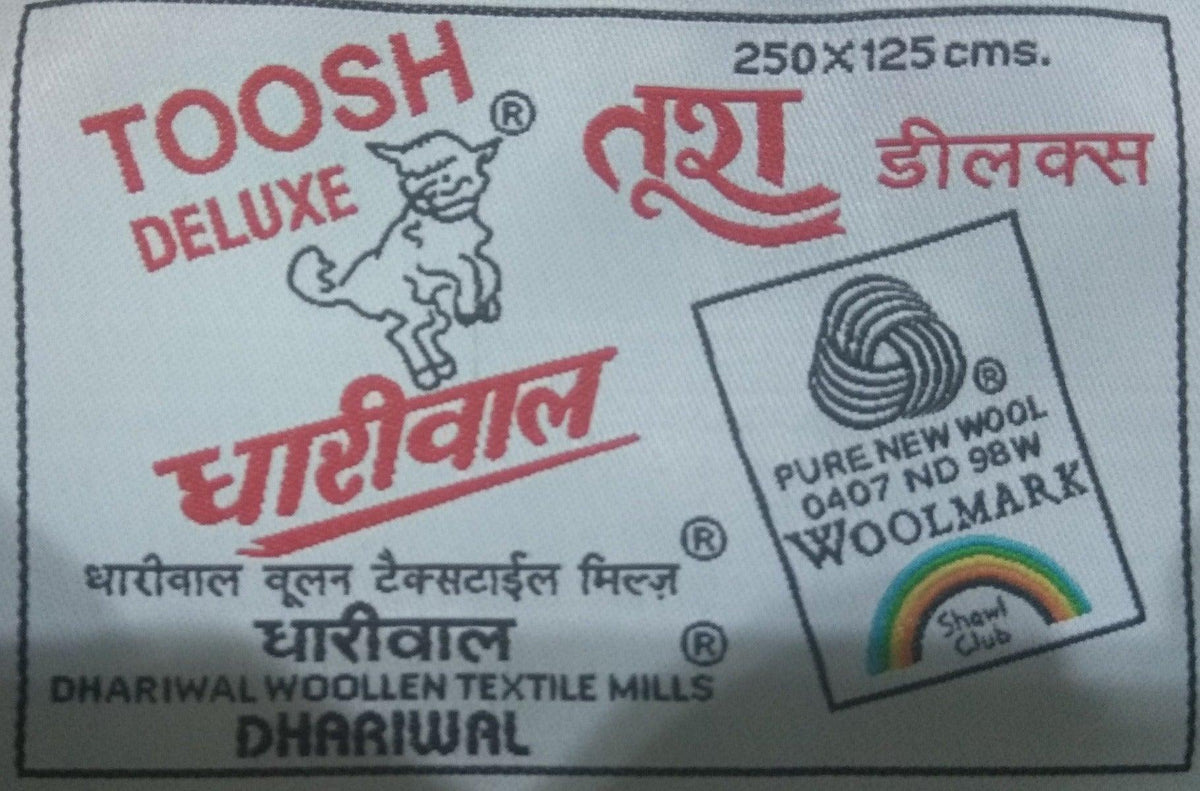 TOOSH ®
DELUXE
250X125cms.
तूश डीलक्स
धारीवाल
®
धारीवाल वूलन टैक्सटाईल मिल्ज़
धारीवाल ®
DHARIWAL WOOLLEN TEXTILE MILLS
DHARIWAL
®
PURE NEW WOOL
0407 ND 98W
WOOLMARK
Shawl
Club